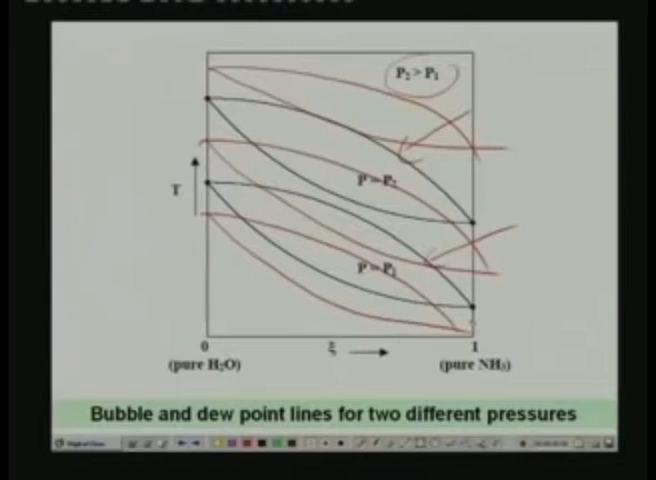 P₂ > P₁
P = P₂
T
P = P₁
0 ξ 1
(pure H₂O) (pure NH₃)
Bubble and dew point lines for two different pressures